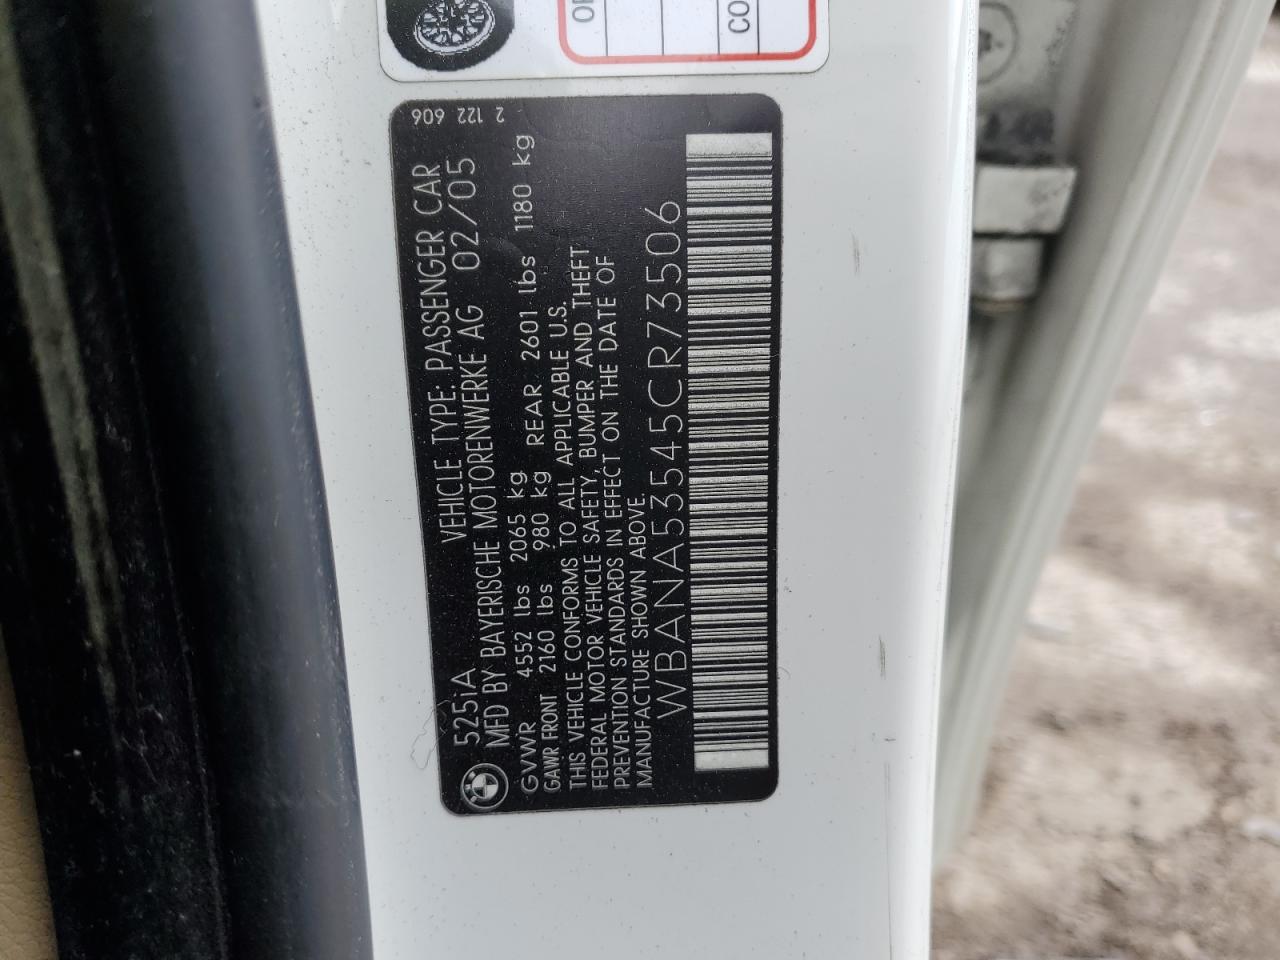 525iA VEHICLE TYPE: PASSENGER CAR
MFD BY BAYERISCHE MOTORENWERKE AG 02/05
GVWR 4552 lbs 2065 kg
GAWR FRONT 2160 lbs 980 kg REAR 2601 lbs 1180 kg
THIS VEHICLE CONFORMS TO ALL APPLICABLE U.S.
FEDERAL MOTOR VEHICLE SAFETY, BUMPER AND THEFT
PREVENTION STANDARDS IN EFFECT ON THE DATE OF
MANUFACTURE SHOWN ABOVE.
WBANA53545CR73506
2 122 606